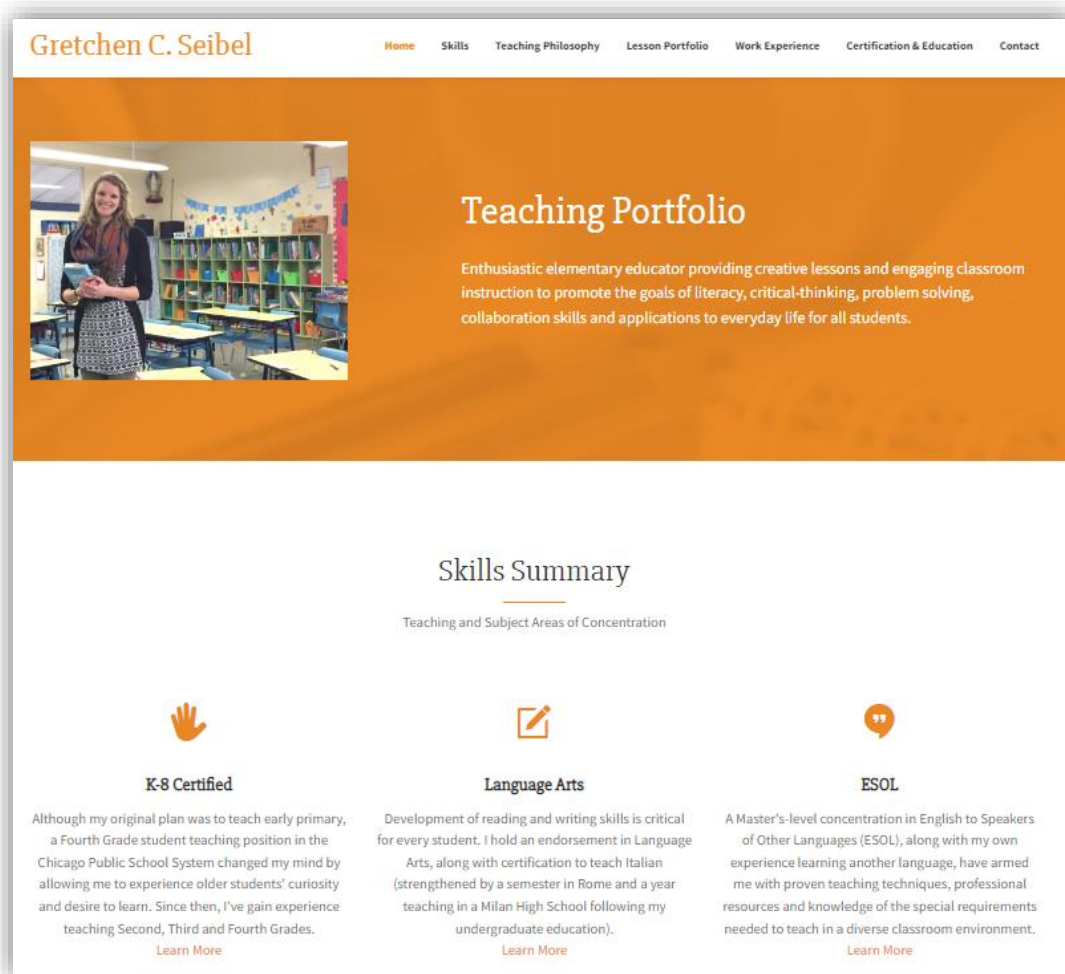 Gretchen C. Seibel
Home Skills Teaching Philosophy Lesson Portfolio Work Experience Certification & Education Contact
Teaching Portfolio
Enthusiastic elementary educator providing creative lessons and engaging classroom
instruction to promote the goals of literacy, critical-thinking, problem solving,
collaboration skills and applications to everyday life for all students.
Skills Summary
Teaching and Subject Areas of Concentration
K-8 Certified
Although my original plan was to teach early primary,
a Fourth Grade student teaching position in the
Chicago Public School System changed my mind by
allowing me to experience older students' curiosity
and desire to learn. Since then, I've gain experience
teaching Second, Third and Fourth Grades.
Learn More
Language Arts
Development of reading and writing skills is critical
for every student. I hold an endorsement in Language
Arts, along with certification to teach Italian
(strengthened by a semester in Rome and a year
teaching in a Milan High School following my
undergraduate education).
Learn More
ESOL
A Master's-level concentration in English to Speakers
of Other Languages (ESOL), along with my own
experience learning another language, have armed
me with proven teaching techniques, professional
resources and knowledge of the special requirements
needed to teach in a diverse classroom environment.
Learn More